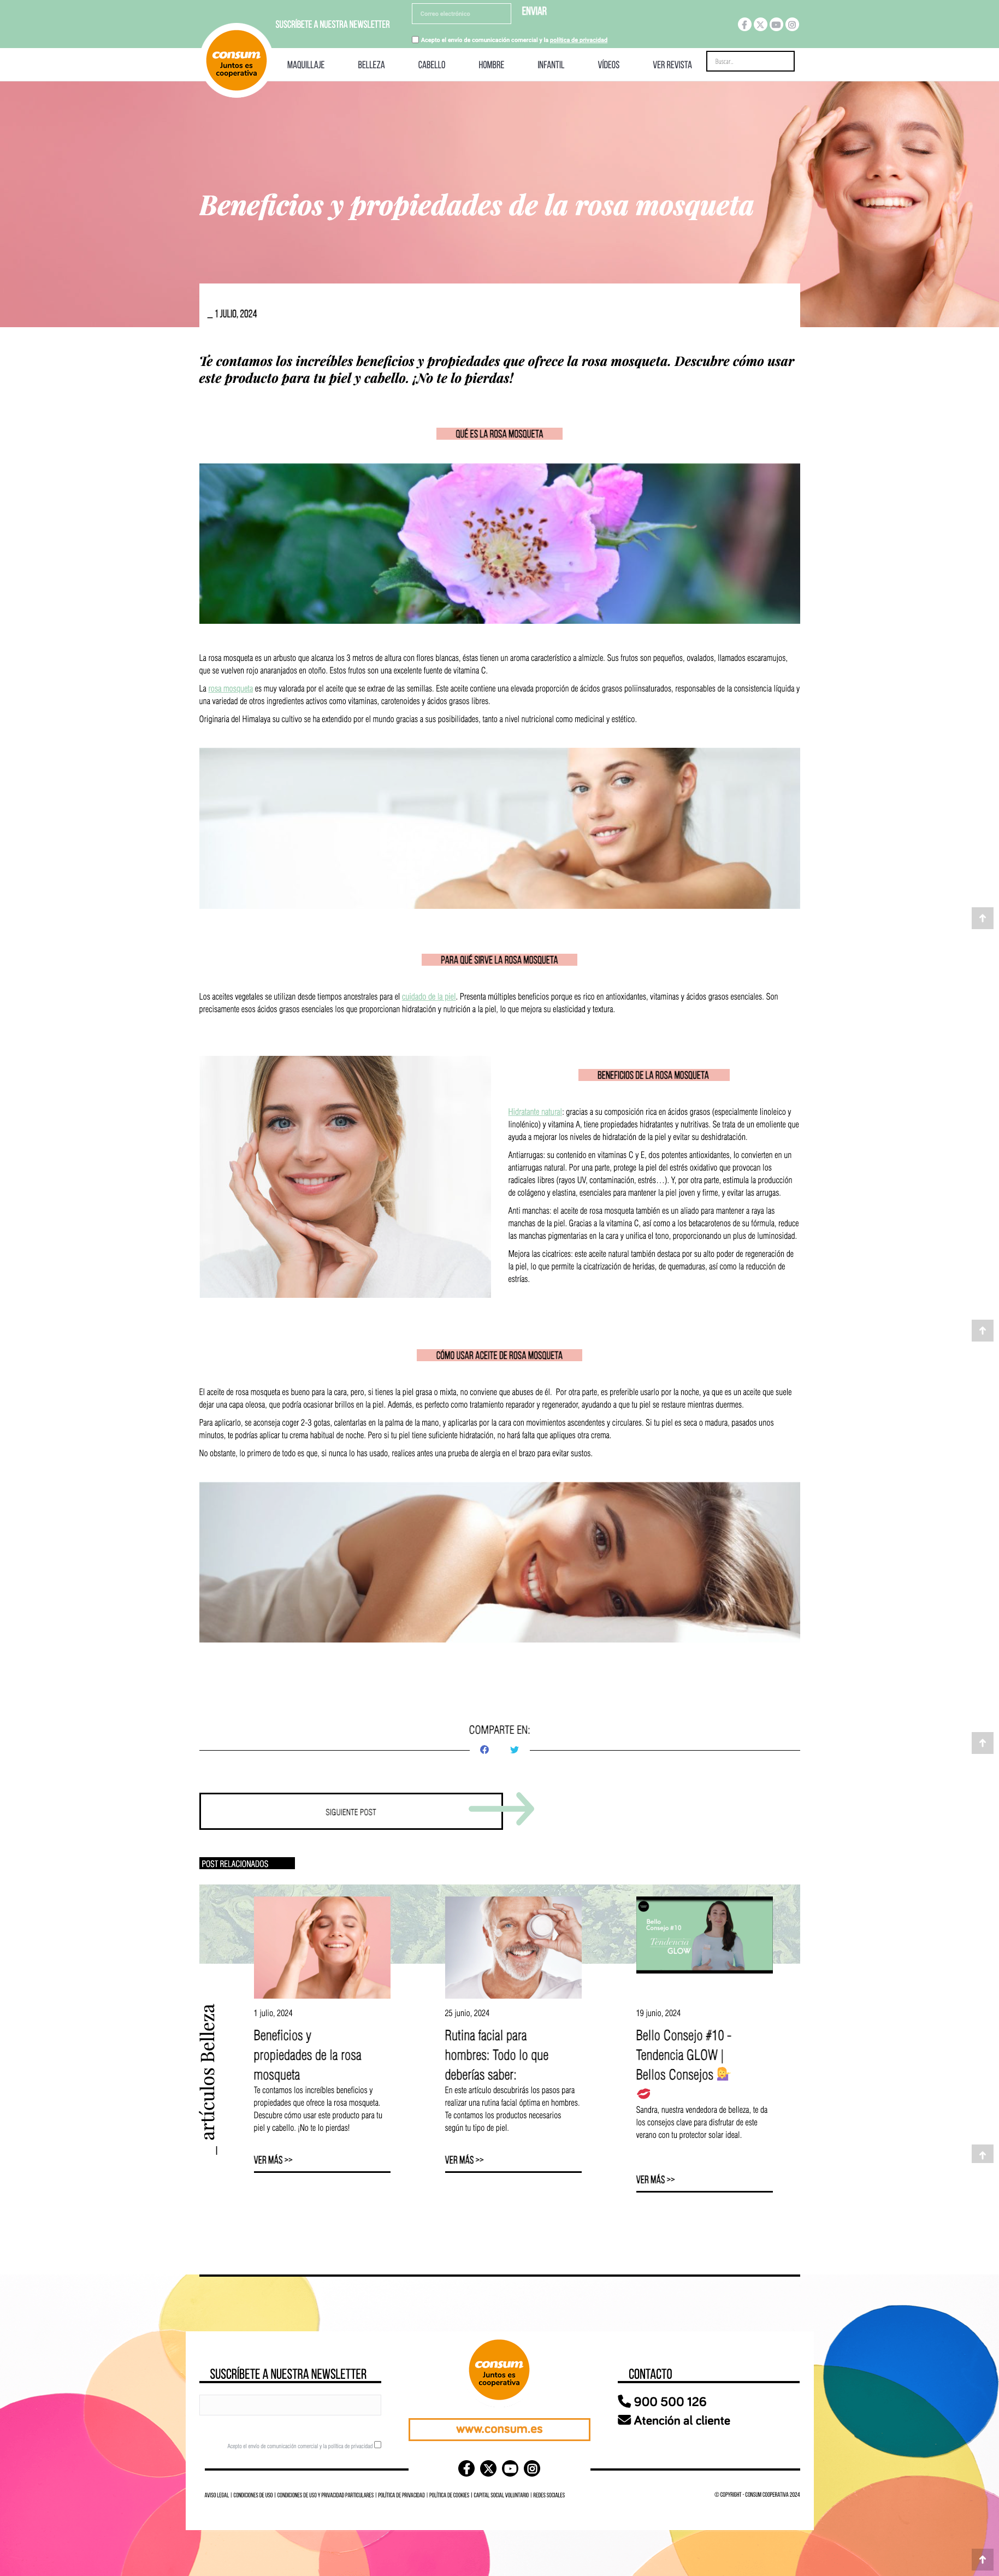 SUSCRÍBETE A NUESTRA NEWSLETTER
Correo electrónico
ENVIAR
Acepto el envío de comunicación comercial y la política de privacidad
consum
Juntos es
cooperativa
MAQUILLAJE
BELLEZA
CABELLO
HOMBRE
INFANTIL
VÍDEOS
VER REVISTA
Buscar..
Beneficios y propiedades de la rosa mosqueta
_ 1 JULIO, 2024
Te contamos los increíbles beneficios y propiedades que ofrece la rosa mosqueta. Descubre cómo usar
este producto para tu piel y cabello. ¡No te lo pierdas!
QUÉ ES LA ROSA MOSQUETA
La rosa mosqueta es un arbusto que alcanza los 3 metros de altura con flores blancas, éstas tienen un aroma característico a almizcle. Sus frutos son pequeños, ovalados, llamados escaramujos,
que se vuelven rojo anaranjados en otoño. Estos frutos son una excelente fuente de vitamina C.
La rosa mosqueta es muy valorada por el aceite que se extrae de las semillas. Este aceite contiene una elevada proporción de ácidos grasos poliinsaturados, responsables de la consistencia líquida y
una variedad de otros ingredientes activos como vitaminas, carotenoides y ácidos grasos libres.
Originaria del Himalaya su cultivo se ha extendido por el mundo gracias a sus posibilidades, tanto a nivel nutricional como medicinal y estético.
PARA QUÉ SIRVE LA ROSA MOSQUETA
Los aceites vegetales se utilizan desde tiempos ancestrales para el cuidado de la piel. Presenta múltiples beneficios porque es rico en antioxidantes, vitaminas y ácidos grasos esenciales. Son
precisamente esos ácidos grasos esenciales los que proporcionan hidratación y nutrición a la piel, lo que mejora su elasticidad y textura.
BENEFICIOS DE LA ROSA MOSQUETA
Hidratante natural: gracias a su composición rica en ácidos grasos (especialmente linoleico y
linolénico) y vitamina A, tiene propiedades hidratantes y nutritivas. Se trata de un emoliente que
ayuda a mejorar los niveles de hidratación de la piel y evitar su deshidratación.
Antiarrugas: su contenido en vitaminas C y E, dos potentes antioxidantes, lo convierten en un
antiarrugas natural. Por una parte, protege la piel del estrés oxidativo que provocan los
radicales libres (rayos UV, contaminación, estrés…). Y, por otra parte, estimula la producción
de colágeno y elastina, esenciales para mantener la piel joven y firme, y evitar las arrugas.
Anti manchas: el aceite de rosa mosqueta también es un aliado para mantener a raya las
manchas de la piel. Gracias a la vitamina C, así como a los betacarotenos de su fórmula, reduce
las manchas pigmentarias en la cara y unifica el tono, proporcionando un plus de luminosidad.
Mejora las cicatrices: este aceite natural también destaca por su alto poder de regeneración de
la piel, lo que permite la cicatrización de heridas, de quemaduras, así como la reducción de
estrías.
CÓMO USAR ACEITE DE ROSA MOSQUETA
El aceite de rosa mosqueta es bueno para la cara, pero, si tienes la piel grasa o mixta, no conviene que abuses de él. Por otra parte, es preferible usarlo por la noche, ya que es un aceite que suele
dejar una capa oleosa, que podría ocasionar brillos en la piel. Además, es perfecto como tratamiento reparador y regenerador, ayudando a que tu piel se restaure mientras duermes.
Para aplicarlo, se aconseja coger 2-3 gotas, calentarlas en la palma de la mano, y aplicarlas por la cara con movimientos ascendentes y circulares. Si tu piel es seca o madura, pasados unos
minutos, te podrías aplicar tu crema habitual de noche. Pero si tu piel tiene suficiente hidratación, no hará falta que apliques otra crema.
No obstante, lo primero de todo es que, si nunca lo has usado, realices antes una prueba de alergia en el brazo para evitar sustos.
COMPARTE EN:
SIGUIENTE POST
POST RELACIONADOS
_ artículos Belleza
1 julio, 2024
Beneficios y
propiedades de la rosa
mosqueta
Te contamos los increíbles beneficios y
propiedades que ofrece la rosa mosqueta.
Descubre cómo usar este producto para tu
piel y cabello. ¡No te lo pierdas!
VER MÁS >>
25 junio, 2024
Rutina facial para
hombres: Todo lo que
deberías saber:
En este artículo descubrirás los pasos para
realizar una rutina facial óptima en hombres.
Te contamos los productos necesarios
según tu tipo de piel.
VER MÁS >>
Bello
Consejo #10
Tendencia
GLOW
19 junio, 2024
Bello Consejo #10 -
Tendencia GLOW |
Bellos Consejos 💁‍♀️
💋
Sandra, nuestra vendedora de belleza, te da
los consejos clave para disfrutar de este
verano con tu protector solar ideal.
VER MÁS >>
SUSCRÍBETE A NUESTRA NEWSLETTER
Acepto el envío de comunicación comercial y la política de privacidad
consum
Juntos es
cooperativa
www.consum.es
CONTACTO
900 500 126
Atención al cliente
AVISO LEGAL | CONDICIONES DE USO | CONDICIONES DE USO Y PRIVACIDAD PARTICULARES | POLÍTICA DE PRIVACIDAD | POLÍTICA DE COOKIES | CAPITAL SOCIAL VOLUNTARIO | REDES SOCIALES
© COPYRIGHT - CONSUM COOPERATIVA 2024